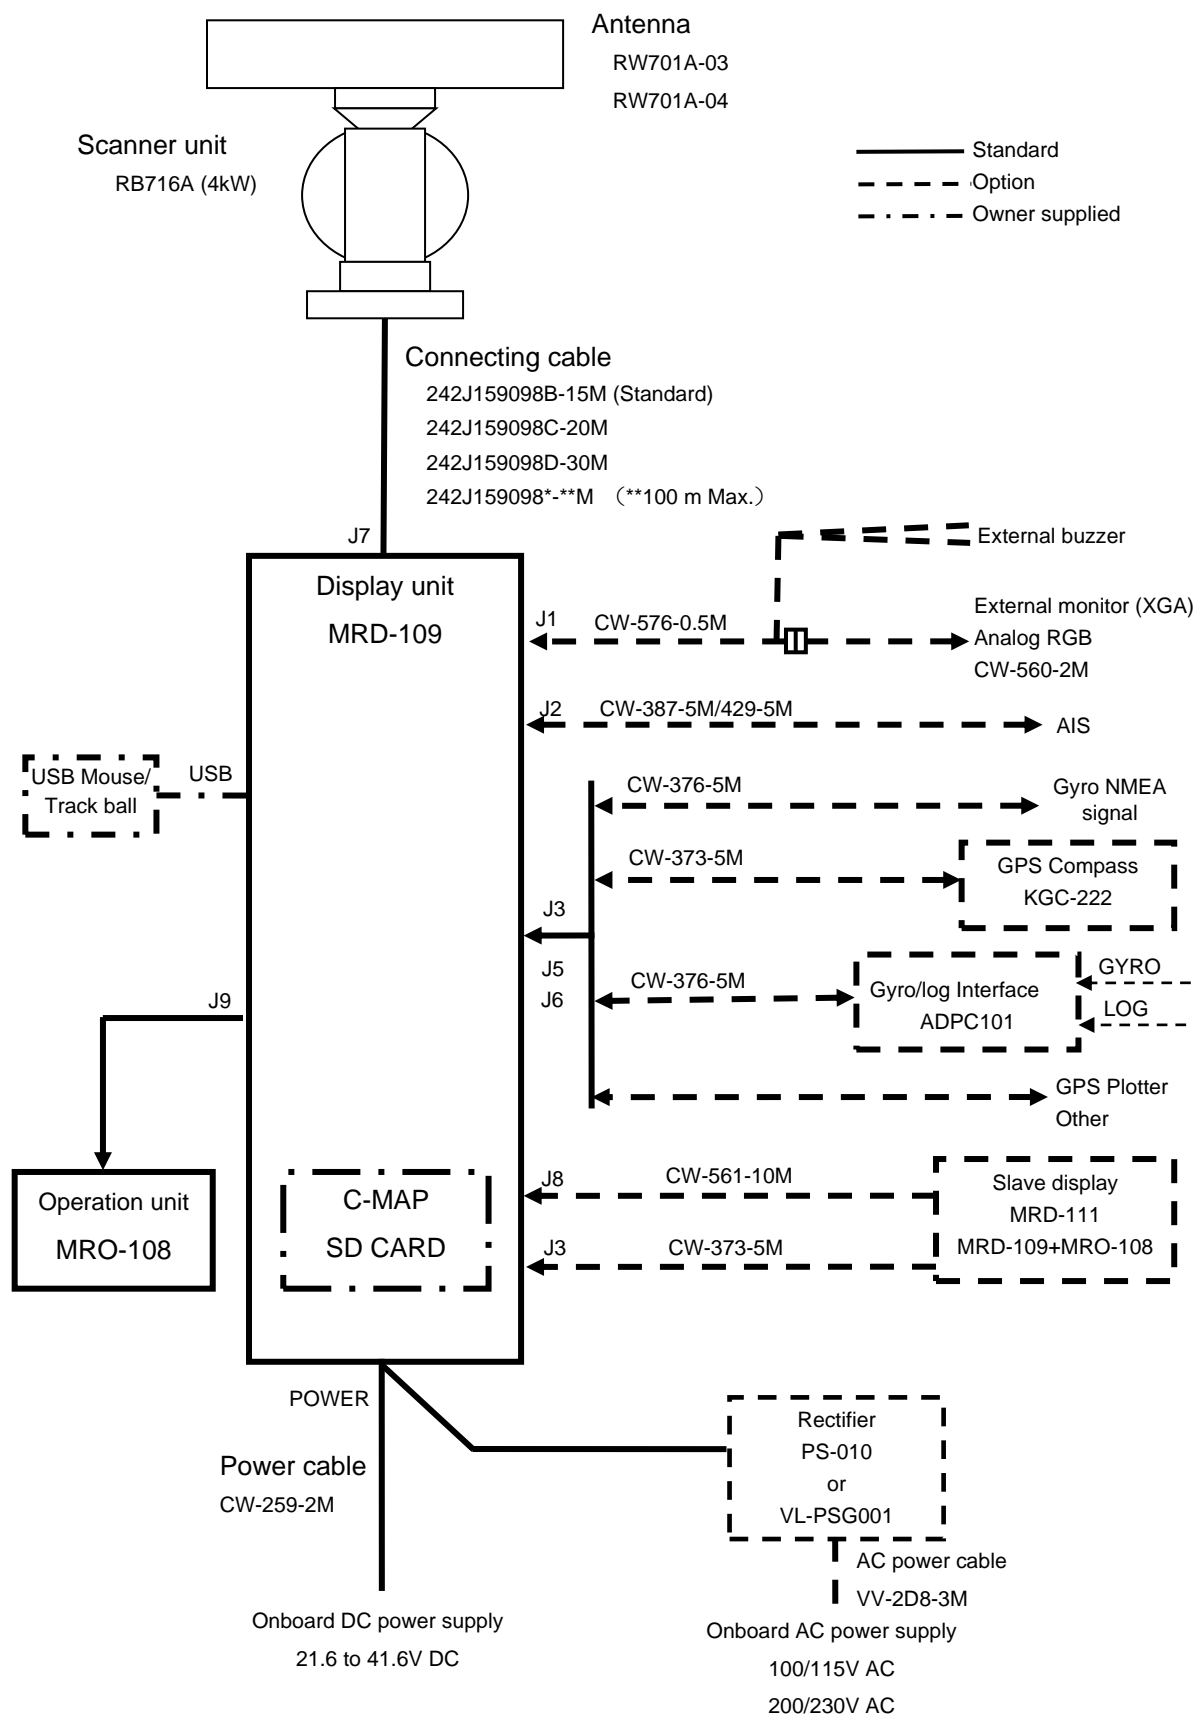 Antenna
RW701A-03
RW701A-04
Scanner unit
RB716A (4kW)
Standard
Option
Owner supplied
Connecting cable
242J159098B-15M (Standard)
242J159098C-20M
242J159098D-30M
242J159098*-**M （**100 m Max.）
J7
Display unit
MRD-109
External buzzer
J1
CW-576-0.5M
External monitor (XGA)
Analog RGB
CW-560-2M
J2
CW-387-5M/429-5M
AIS
USB Mouse/
Track ball
USB
CW-376-5M
Gyro NMEA
signal
CW-373-5M
GPS Compass
KGC-222
J3
J5
J6
CW-376-5M
Gyro/log Interface
ADPC101
GYRO
LOG
J9
GPS Plotter
Other
Operation unit
MRO-108
C-MAP
SD CARD
J8
CW-561-10M
J3
CW-373-5M
Slave display
MRD-111
MRD-109+MRO-108
POWER
Power cable
CW-259-2M
Rectifier
PS-010
or
VL-PSG001
AC power cable
VV-2D8-3M
Onboard DC power supply
21.6 to 41.6V DC
Onboard AC power supply
100/115V AC
200/230V AC